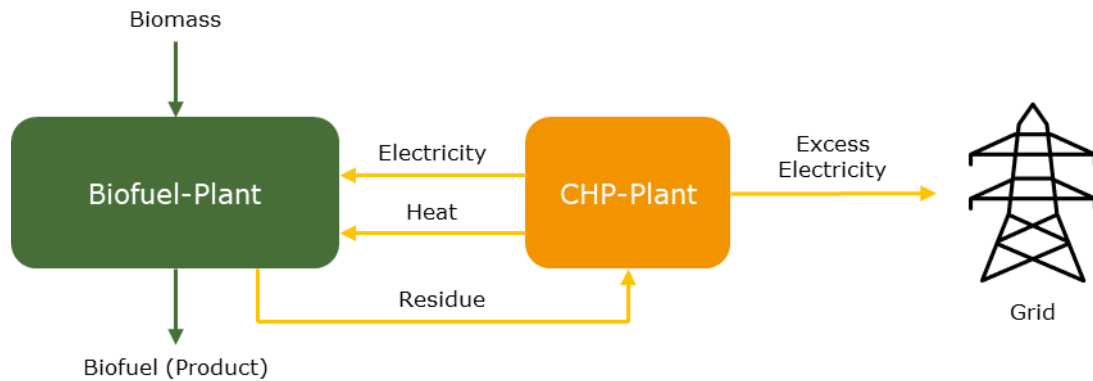 Biomass
Biofuel-Plant
Electricity
Heat
CHP-Plant
Excess
Electricity
Residue
Grid
Biofuel (Product)